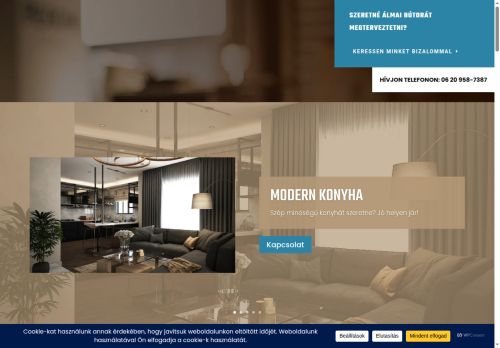 SZERETNÉ ÁLMAI BÚTORÁT
MEGTERVEZTETNI?
KERESSEN MINKET BIZALOMMAL
HÍVJON TELEFONON: 06 20 958-7387
MODERN KONYHA
Szép minőségű konyhát szeretne? Jó helyen jár!
Kapcsolat
Cookie-kat használunk annak érdekében, hogy javítsuk weboldalunkon eltöltött időjét. Weboldalunk
használatával Ön elfogadja a cookie-k használatát.
Beállítások
Elutasítás
Mindent elfogad
WPConsent